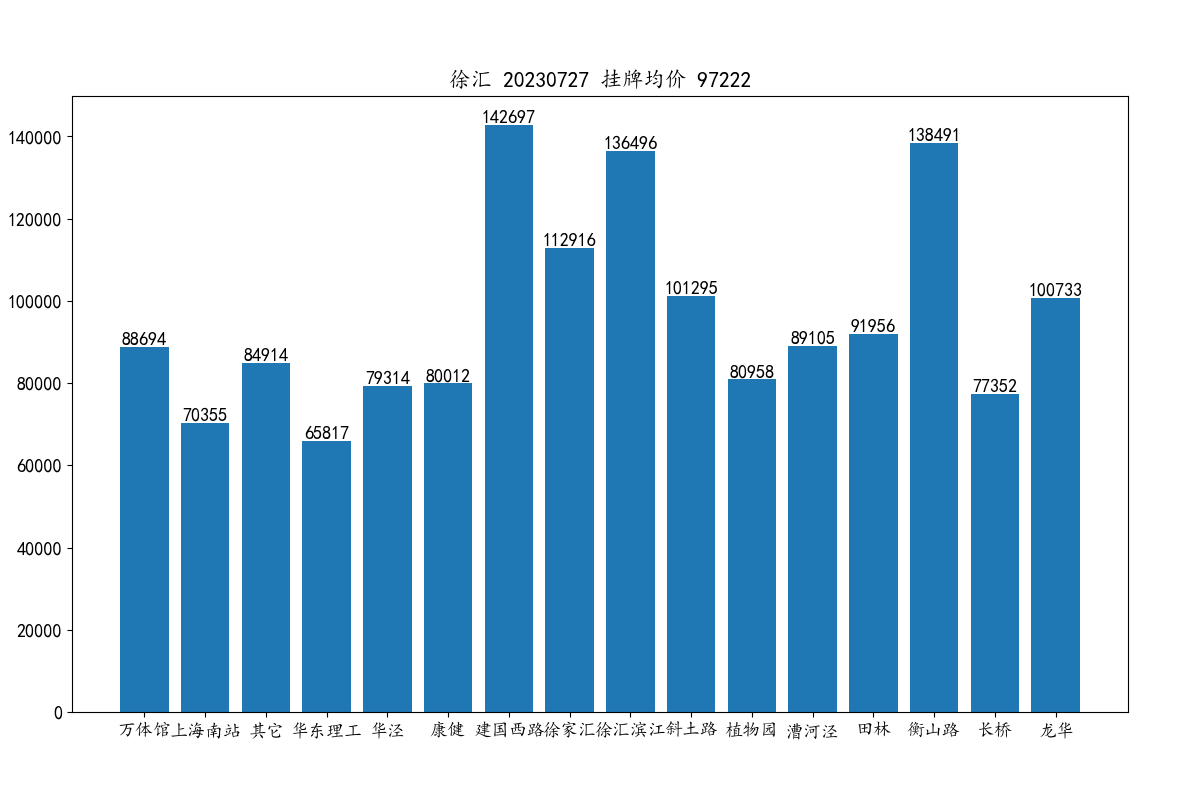 徐汇 20230727 挂牌均价 97222
140000
120000
100000
80000
60000
40000
20000
0
88694
70355
84914
65817
79314
80012
142697
112916
136496
101295
80958
89105
91956
138491
77352
100733
万体馆
上海南站
其它
华东理工
华泾
康健
建国西路
徐家汇
徐汇滨江
斜土路
植物园
漕河泾
田林
衡山路
长桥
龙华